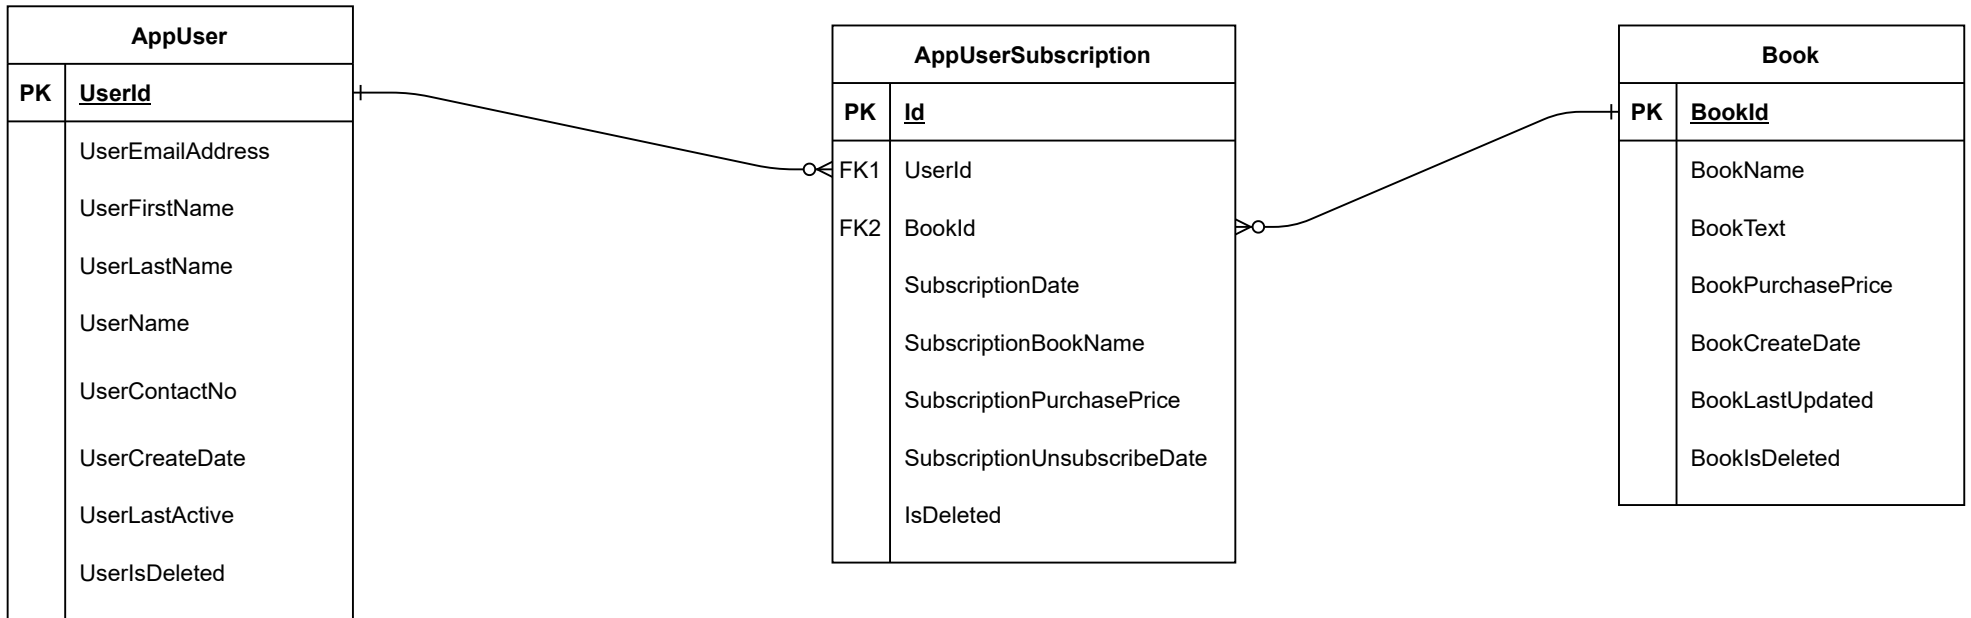 AppUser
PK UserId
UserEmailAddress
UserFirstName
UserLastName
UserName
UserContactNo
UserCreateDate
UserLastActive
UserIsDeleted
AppUserSubscription
PK Id
FK1 UserId
FK2 BookId
SubscriptionDate
SubscriptionBookName
SubscriptionPurchasePrice
SubscriptionUnsubscribeDate
IsDeleted
Book
PK BookId
BookName
BookText
BookPurchasePrice
BookCreateDate
BookLastUpdated
BookIsDeleted